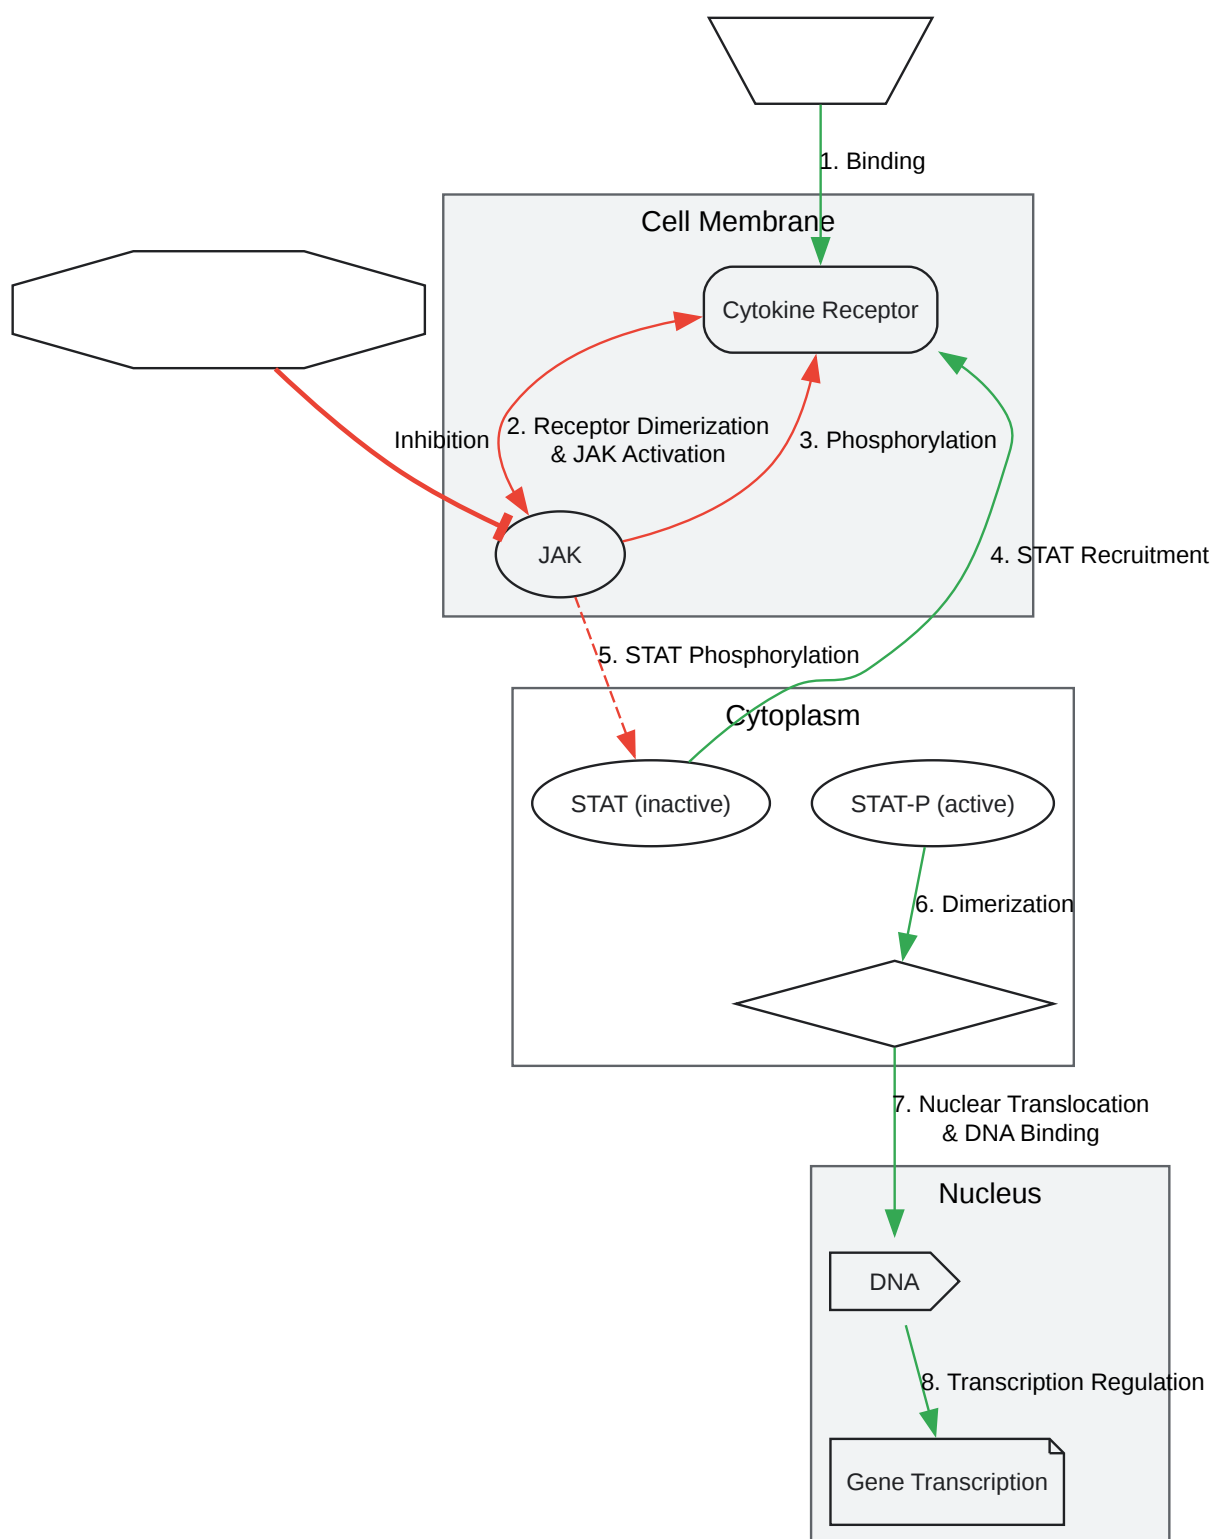 1. Binding
Cell Membrane
Cytokine Receptor
Inhibition
2. Receptor Dimerization
& JAK Activation
3. Phosphorylation
JAK
4. STAT Recruitment
5. STAT Phosphorylation
Cytoplasm
STAT (inactive)
STAT-P (active)
6. Dimerization
7. Nuclear Translocation
& DNA Binding
Nucleus
DNA
8. Transcription Regulation
Gene Transcription